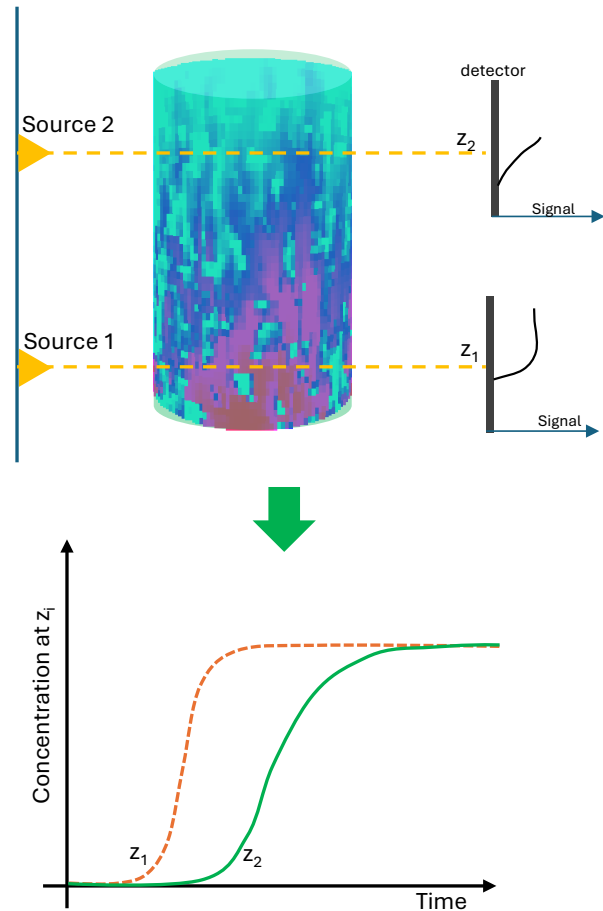 detector
Source 2
z2
Signal
Source 1
z1
Signal
Concentration at zi
z1
z2
Time